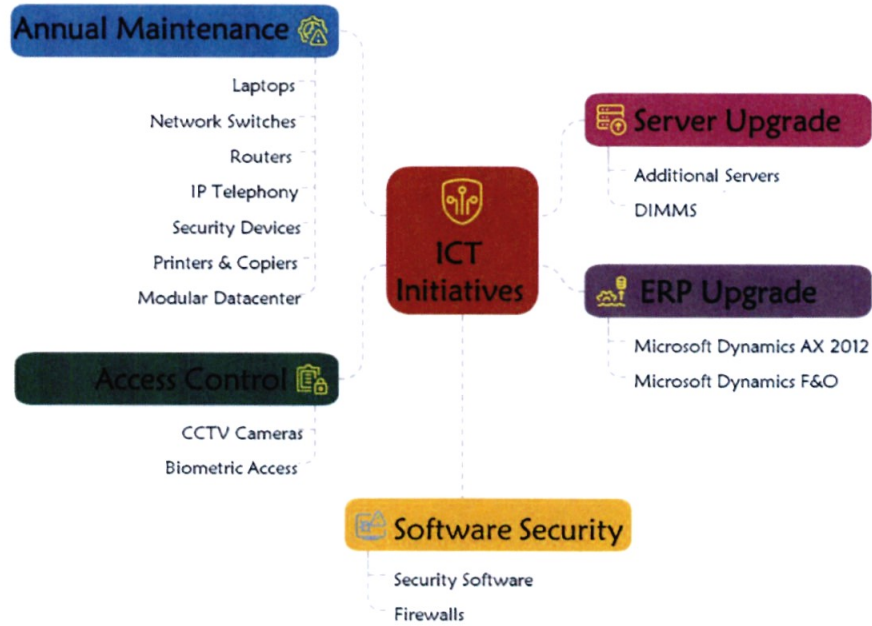 Annual Maintenance
Laptops
Network Switches
Routers
IP Telephony
Security Devices
Printers & Copiers
Modular Datacenter
Access Control
CCTV Cameras
Biometric Access
ICT
Initiatives
Server Upgrade
Additional Servers
DIMMS
ERP Upgrade
Microsoft Dynamics AX 2012
Microsoft Dynamics F&O
Software Security
Security Software
Firewalls